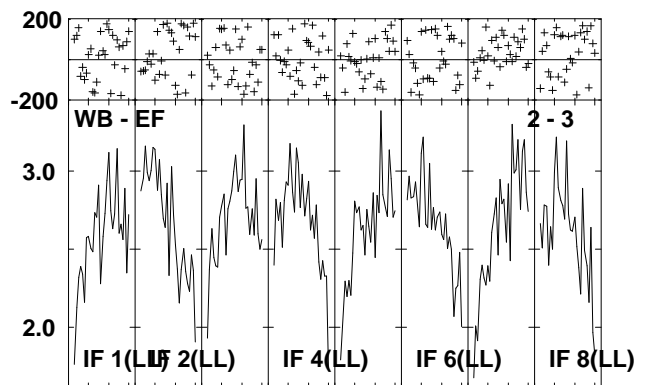 200
-200
WB - EF 2 - 3
3.0
2.0
IF 1(LL) IF 2(LL) IF 4(LL) IF 6(LL) IF 8(LL)